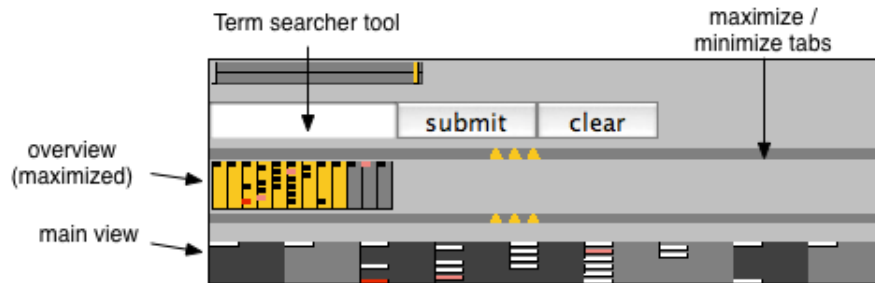 Term searcher tool
maximize /
minimize tabs
submit
clear
overview
(maximized)
main view